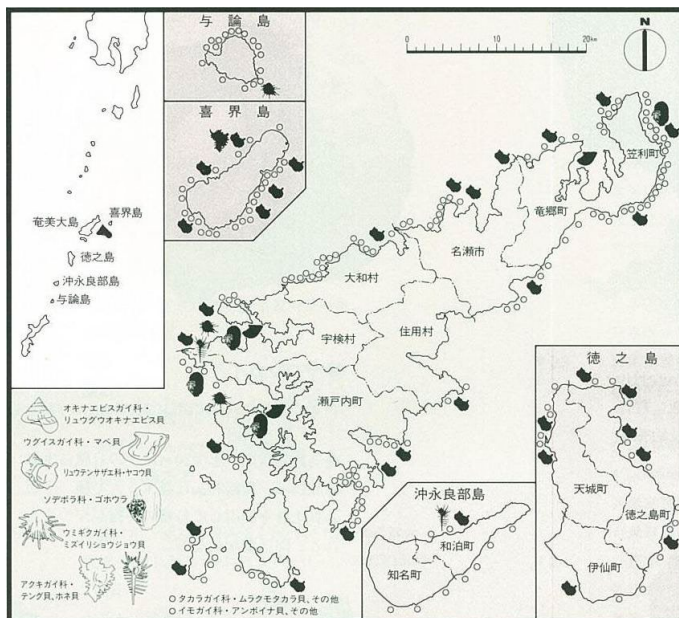 与論島
喜界島
N
0
10
20km
奄美大島
喜界島
徳之島
沖永良部島
与論島
笠利町
竜郷町
名瀬市
大和村
宇検村
住用村
瀬戸内町
徳之島
天城町
徳之島町
伊仙町
沖永良部島
和泊町
知名町
オキナエビスガイ科・
リュウグウオキナエビス貝
ウグイスガイ科・マベ貝
リュウテンサザエ科・ヤコウ貝
ソデボラ科・ゴホウラ
ウミギクガイ科・
ミズイリショウジョウ貝
アクキガイ科・
テング貝、ホネ貝
○タカラガイ科・ムラクモタカラ貝、その他
○イモガイ科・アンボイナ貝、その他